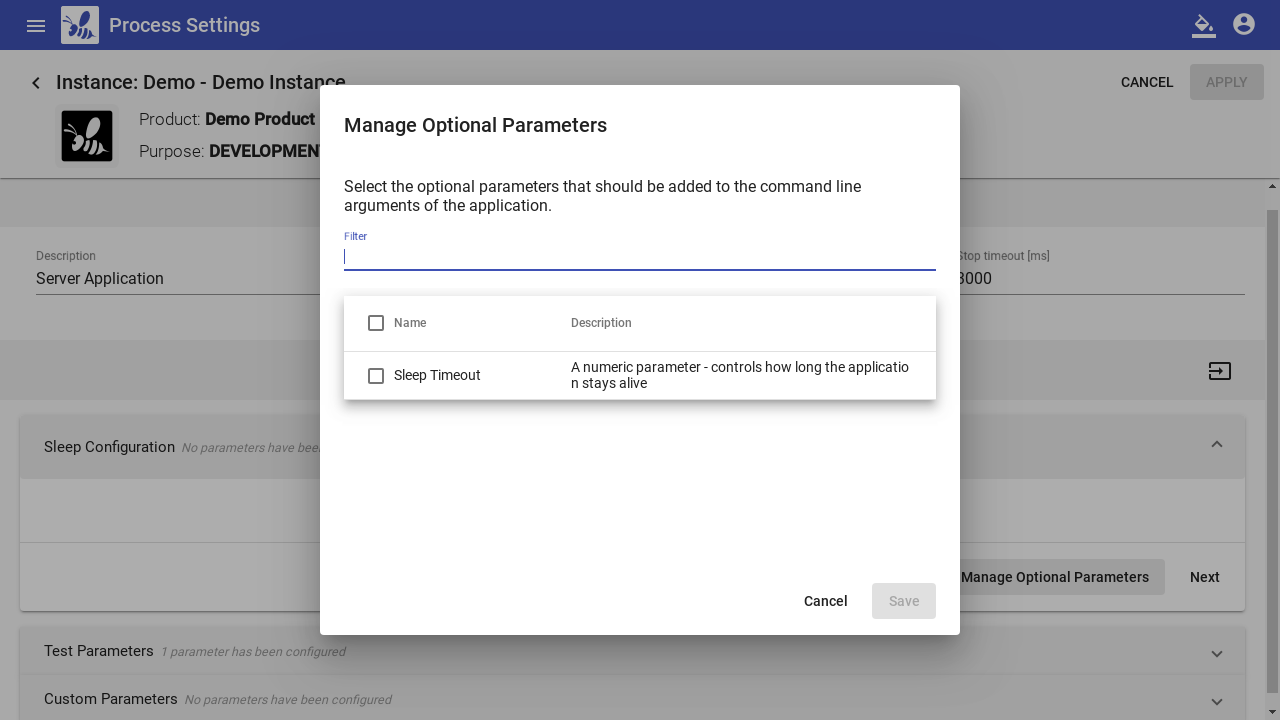 Process Settings
Instance: Demo - Demo Instance
CANCEL
APPLY
Product: Demo Product
Purpose: DEVELOPMENT
Manage Optional Parameters
Select the optional parameters that should be added to the command line
arguments of the application.
Filter
Name
Description
Sleep Timeout
A numeric parameter - controls how long the applicatio
n stays alive
Cancel
Save
Description
Server Application
Stop timeout [ms]
3000
Sleep Configuration
No parameters have been
Manage Optional Parameters
Next
Test Parameters
1 parameter has been configured
Custom Parameters
No parameters have been configured